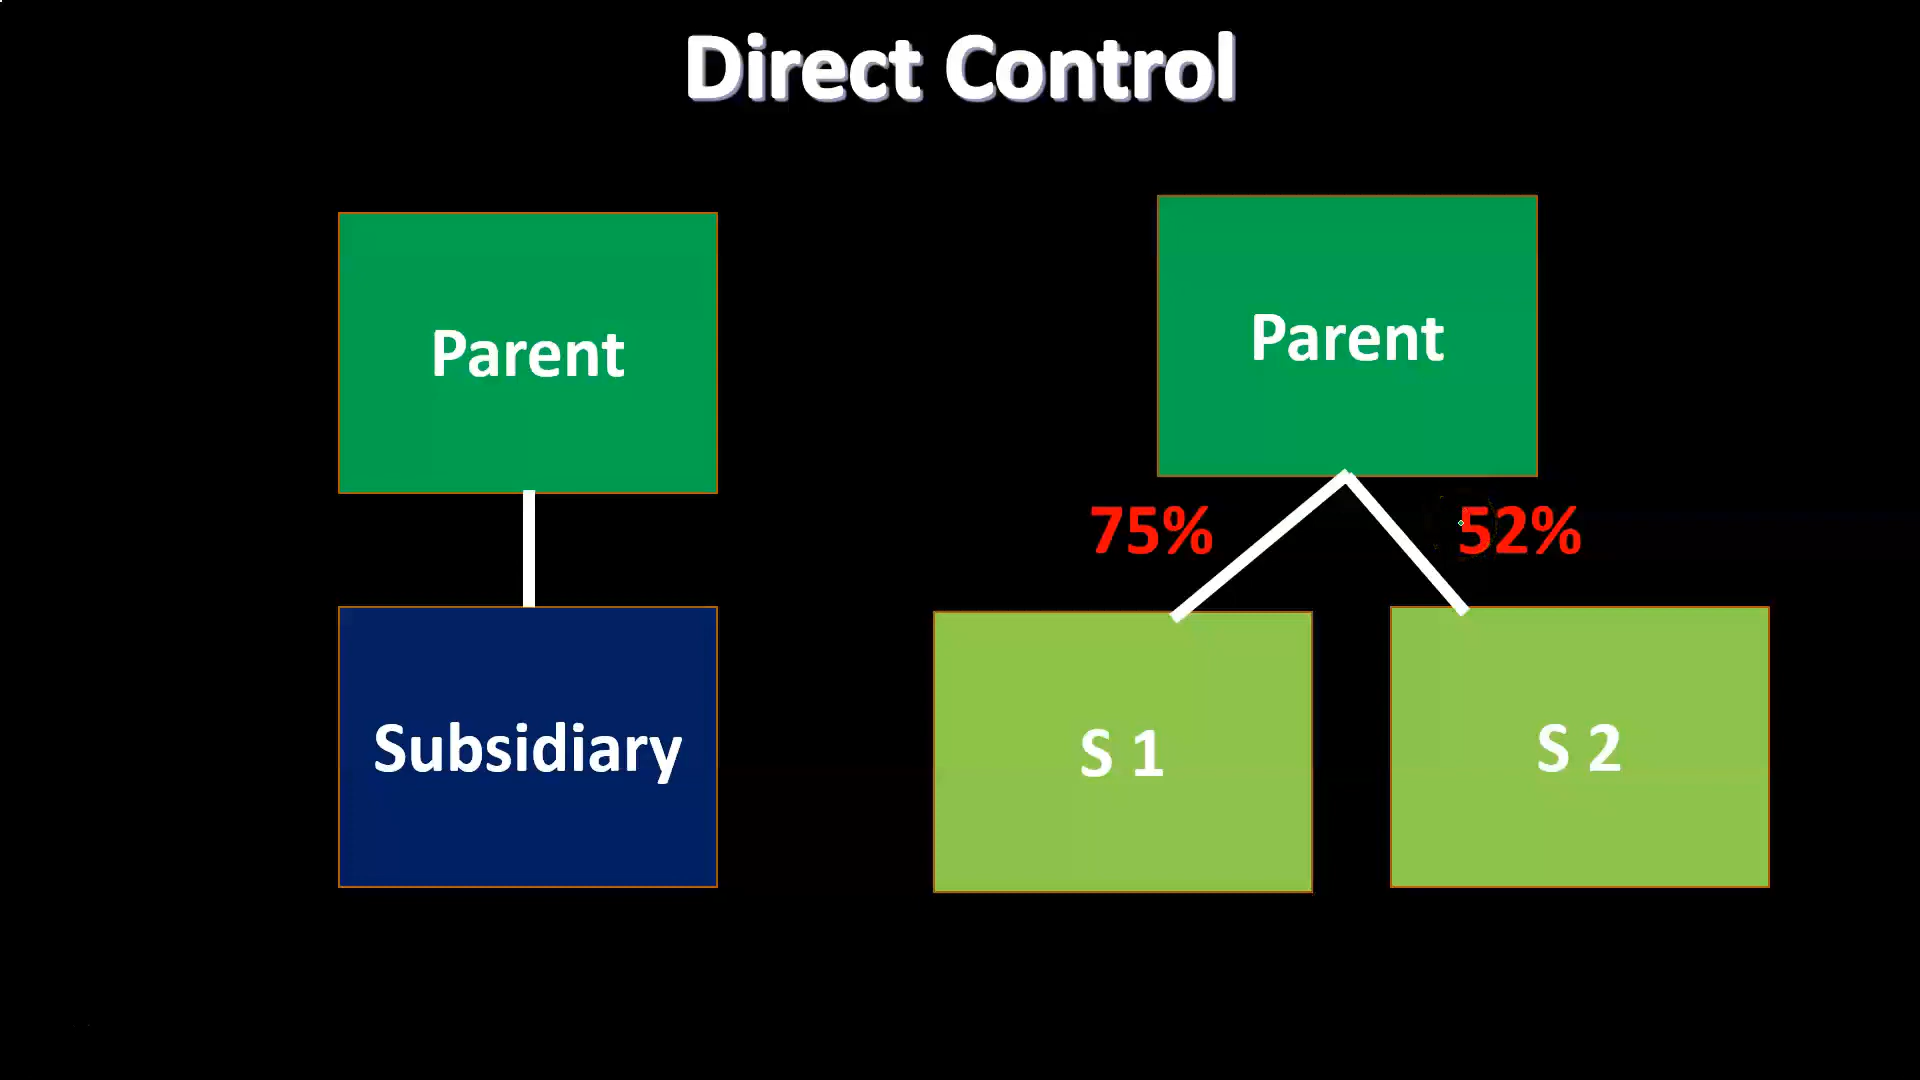 Direct Control
Parent
Subsidiary
Parent
75%
52%
S 1
S 2